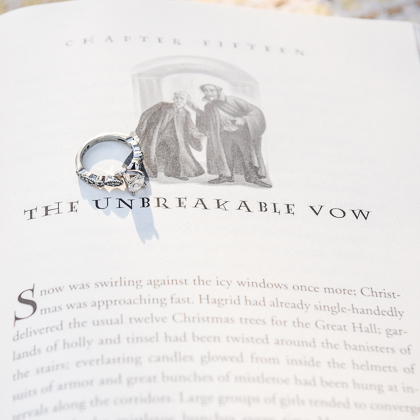 CHAPTER FIFTEEN
THE UNBREAKABLE VOW
Snow was swirling against the icy windows once more; Christ-
mas was approaching fast. Hagrid had already single-handedly
delivered the usual twelve Christmas trees for the Great Hall; gar-
lands of holly and tinsel had been twisted around the banisters of
the stairs; everlasting candles glowed from inside the helmets of
suits of armor and great bunches of mistletoe had been hung at in-
tervals along the corridors. Large groups of girls tended to converge
mistletoe bunches